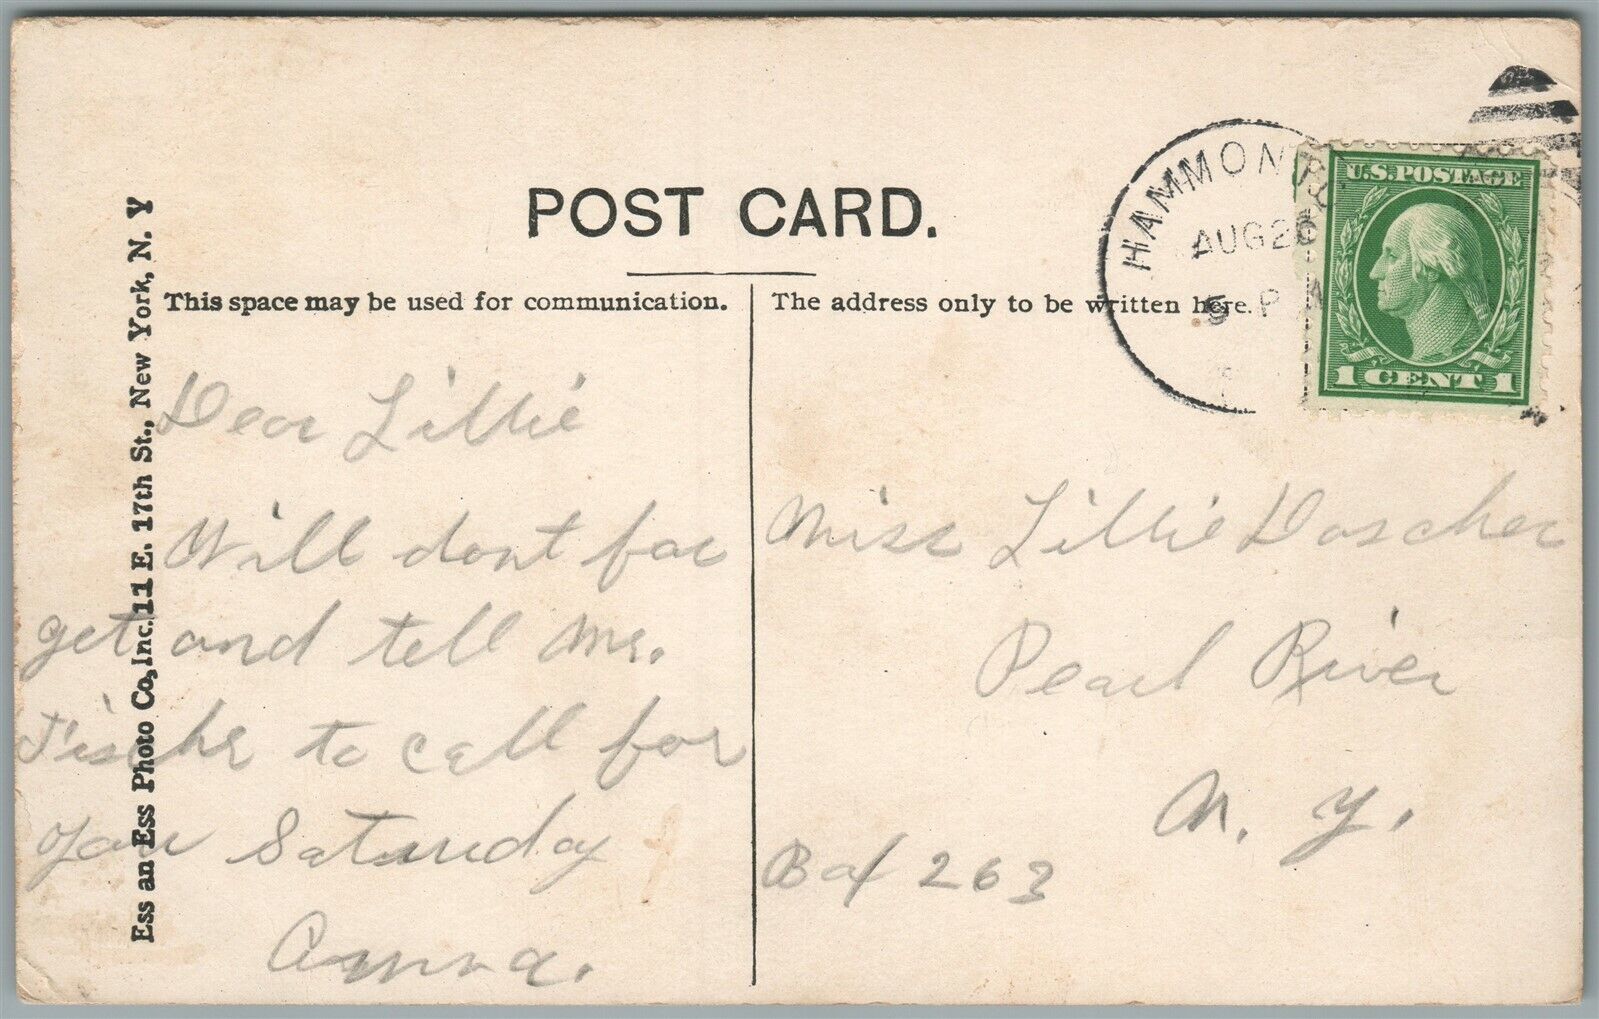 POST CARD.
This space may be used for communication.
The address only to be written here.
Ess an Ess Photo Co, Inc. 11 E. 17th St., New York, N. Y
HAMMON
AUG 26
5 P
U.S. POSTAGE
1 CENT 1
Dear Lillie
Will dont for
get and tell Mr.
to call for
you Saturday
Anna.
Miss Lillie Doscher
Pearl River
N. Y.
Box 263